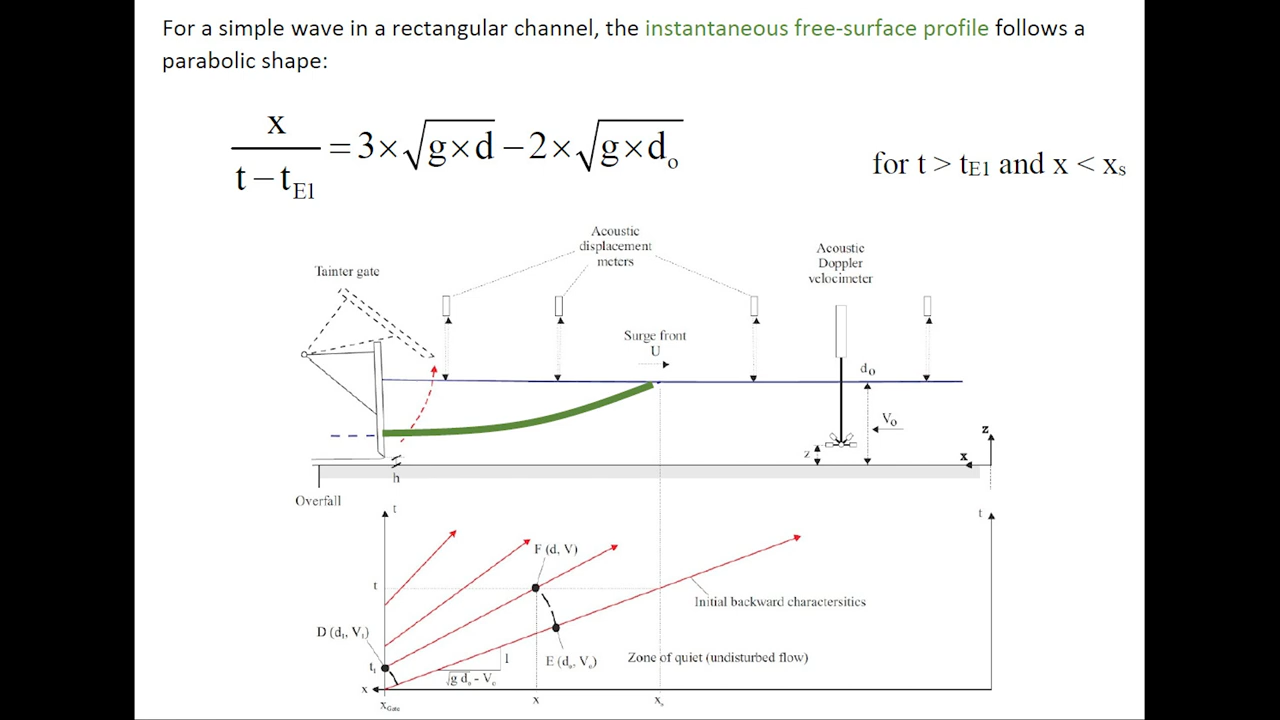 For a simple wave in a rectangular channel, the instantaneous free-surface profile follows a
parabolic shape:
x / (t − tE1) = 3×√(g×d) − 2×√(g×do)
for t > tE1 and x < xs
Acoustic
displacement
meters
Acoustic
Doppler
velocimeter
Tainter gate
Surge front
U
do
Vo
z
z
x
h
Overfall
t
t
F (d, V)
t
Initial backward charactersitics
D (d1, V1)
E (do, Vo)
Zone of quiet (undisturbed flow)
t1
1
√g do - Vo
x
xGate
x
xs